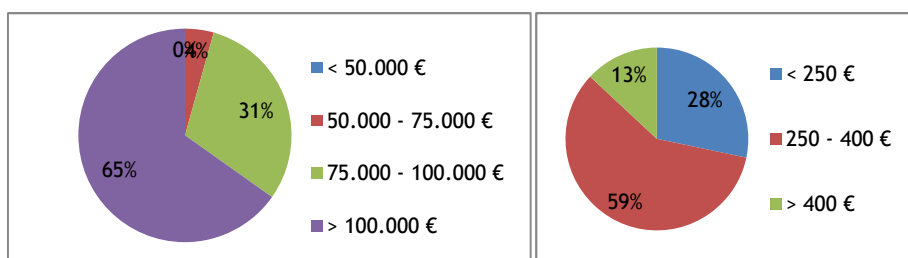 0%
4%
31%
65%
< 50.000 €
50.000 - 75.000 €
75.000 - 100.000 €
> 100.000 €
13%
28%
59%
< 250 €
250 - 400 €
> 400 €